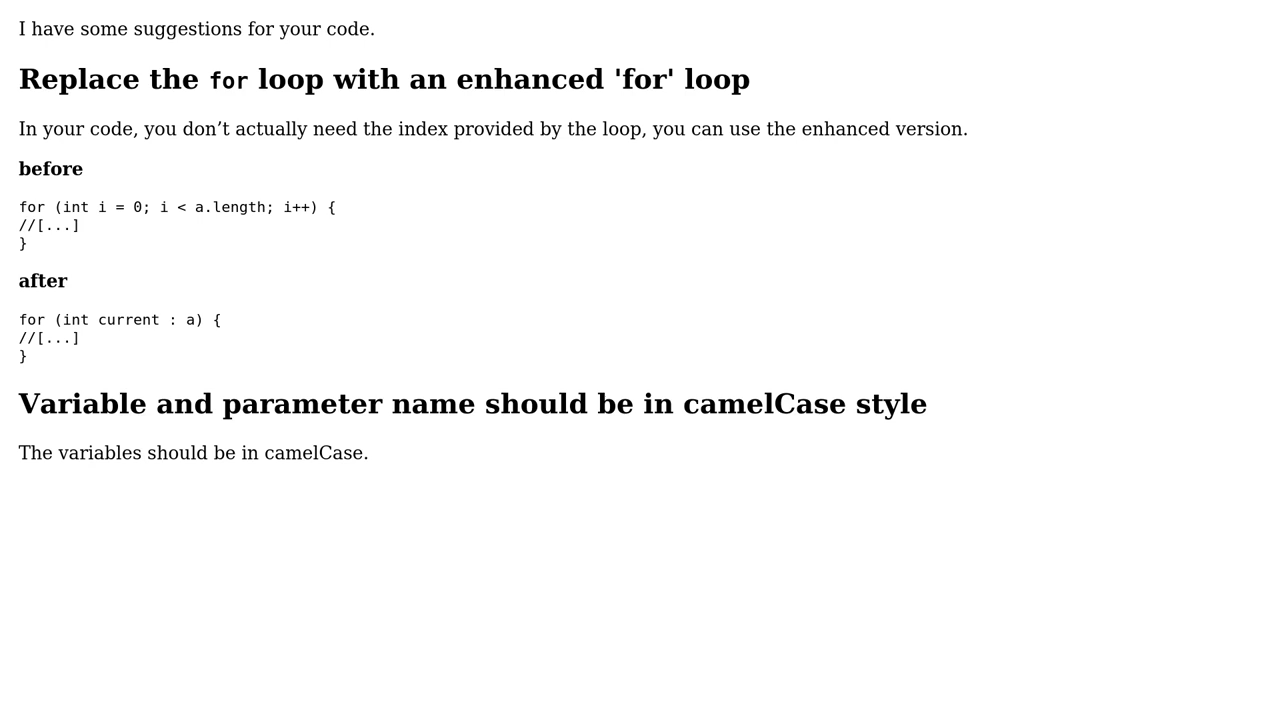 I have some suggestions for your code.
Replace the for loop with an enhanced 'for' loop
In your code, you don’t actually need the index provided by the loop, you can use the enhanced version.
before
for (int i = 0; i < a.length; i++) {
//[...]
}
after
for (int current : a) {
//[...]
}
Variable and parameter name should be in camelCase style
The variables should be in camelCase.